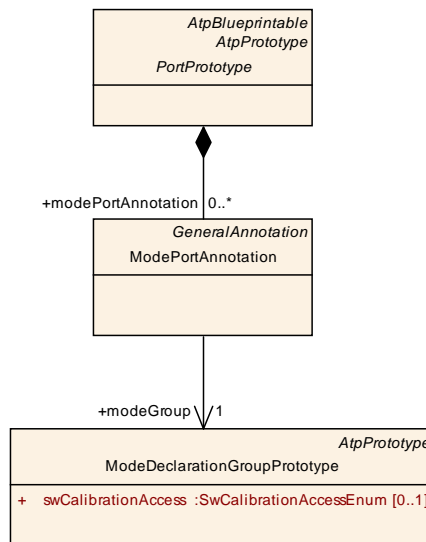 AtpBlueprintable
AtpPrototype
PortPrototype
+modePortAnnotation 0..*
GeneralAnnotation
ModePortAnnotation
+modeGroup 1
AtpPrototype
ModeDeclarationGroupPrototype
+ swCalibrationAccess :SwCalibrationAccessEnum [0..1]